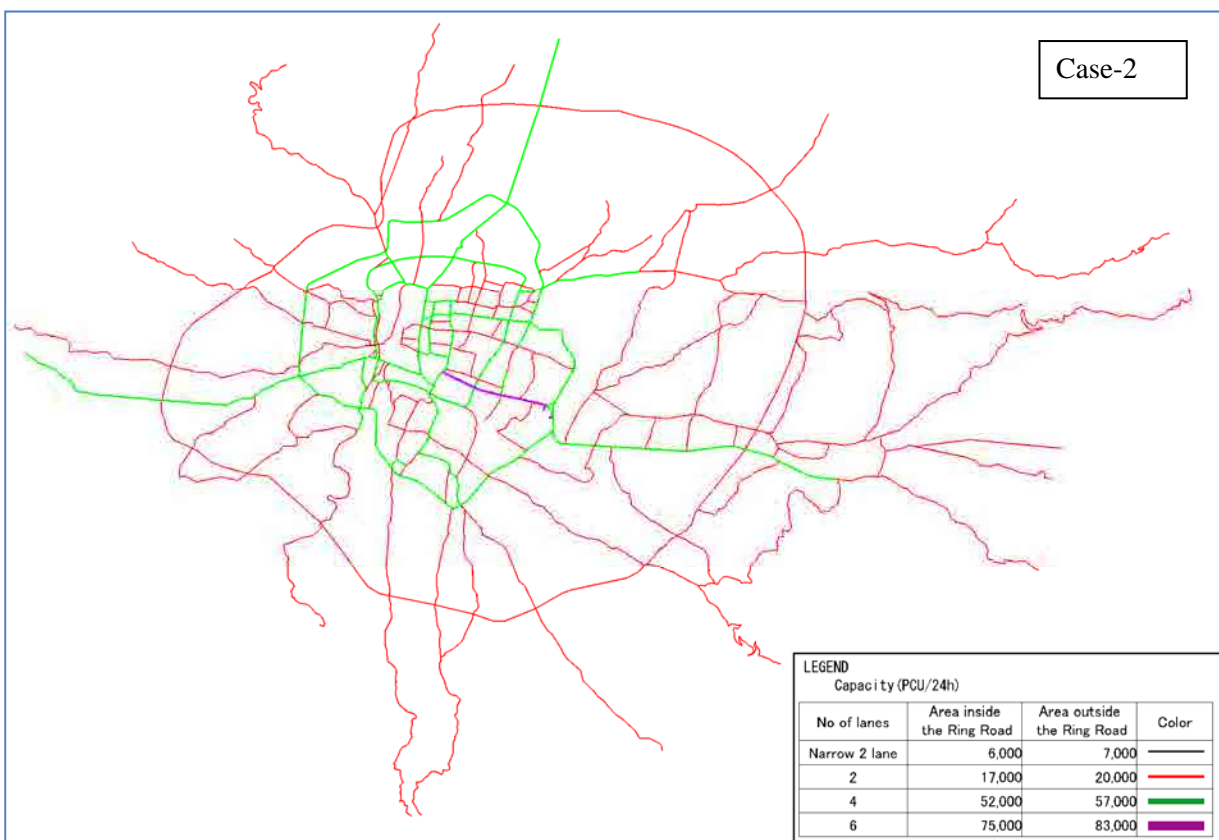 Case-2
LEGEND
Capacity(PCU/24h)
No of lanes Area inside the Ring Road Area outside the Ring Road Color
Narrow 2 lane 6,000 7,000
2 17,000 20,000
4 52,000 57,000
6 75,000 83,000